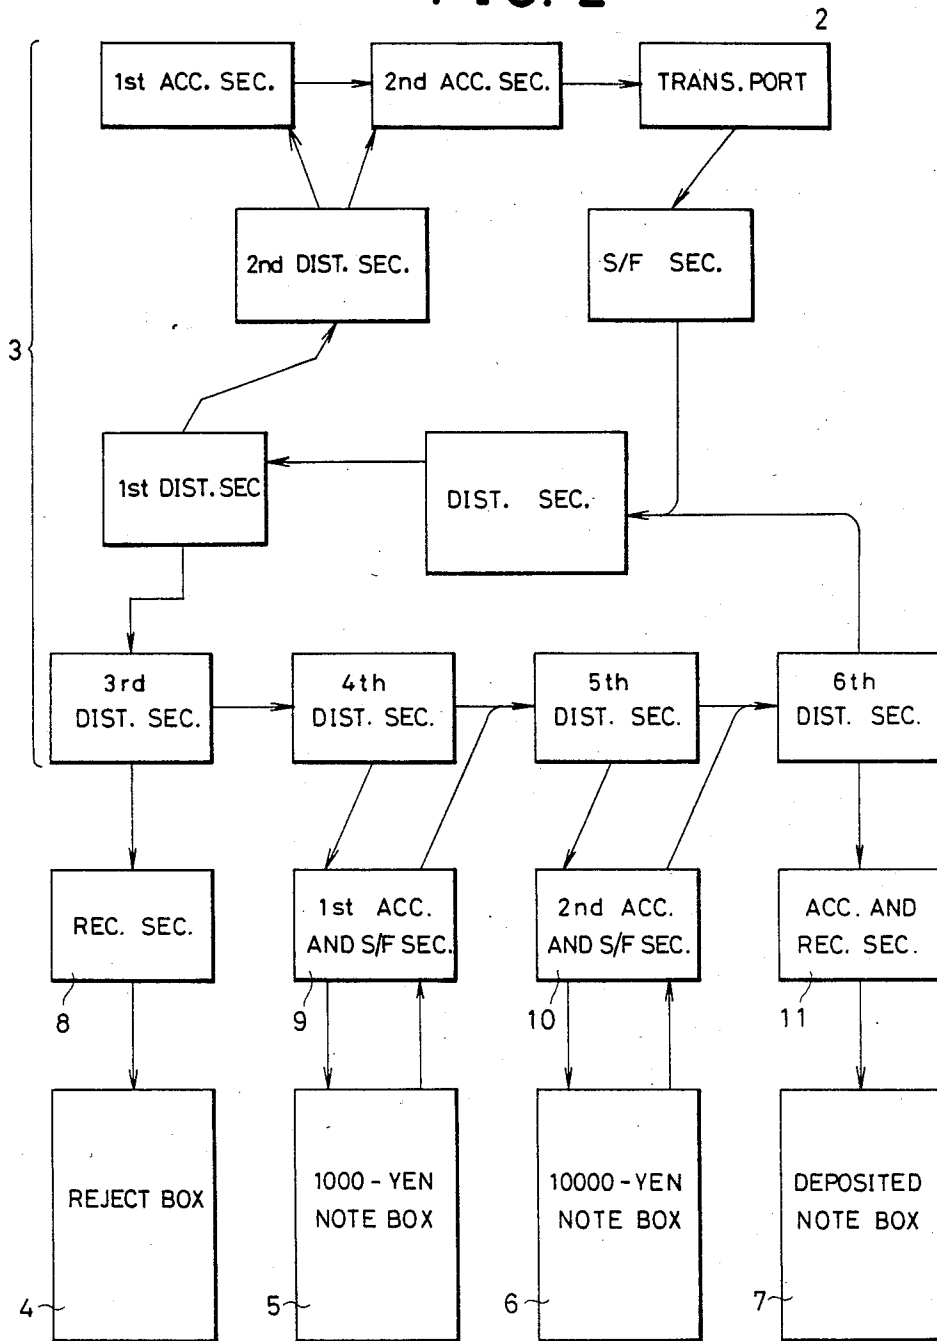 2
1st ACC. SEC.
2nd ACC. SEC.
TRANS. PORT
2nd DIST. SEC.
S/F SEC.
3
1st DIST. SEC
DIST. SEC.
3rd
DIST. SEC.
4th
DIST. SEC.
5th
DIST. SEC.
6th
DIST. SEC.
REC. SEC.
1st ACC.
AND S/F SEC.
2nd ACC.
AND S/F SEC.
ACC. AND
REC. SEC.
8
9
10
11
REJECT BOX
1000-YEN
NOTE BOX
10000-YEN
NOTE BOX
DEPOSITED
NOTE BOX
4
5
6
7